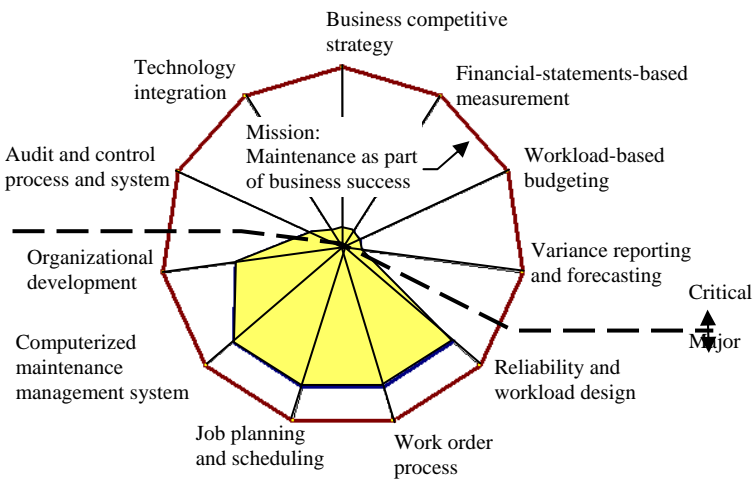 Business competitive
strategy
Technology
integration
Financial-statements-based
measurement
Mission:
Maintenance as part
of business success
Audit and control
process and system
Workload-based
budgeting
Organizational
development
Variance reporting
and forecasting
Critical
Major
Computerized
maintenance
management system
Reliability and
workload design
Job planning
and scheduling
Work order
process